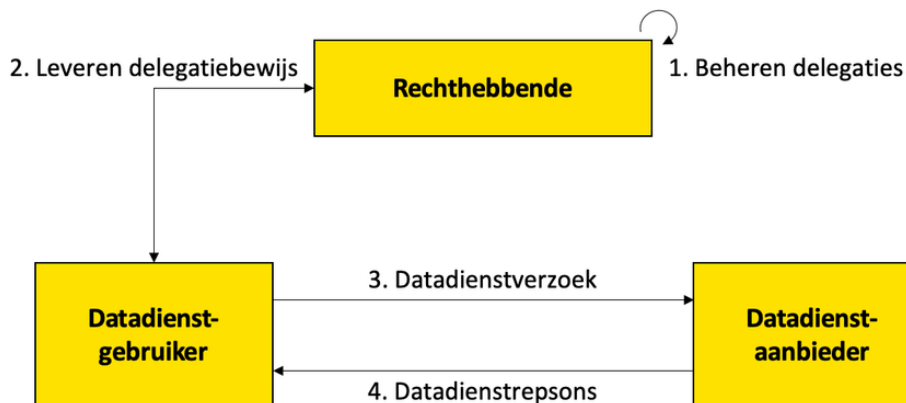 2. Leveren delegatiebewijs
Rechthebbende
1. Beheren delegaties
3. Datadienstverzoek
Datadienst-
gebruiker
Datadienst-
aanbieder
4. Datadienstrepsons